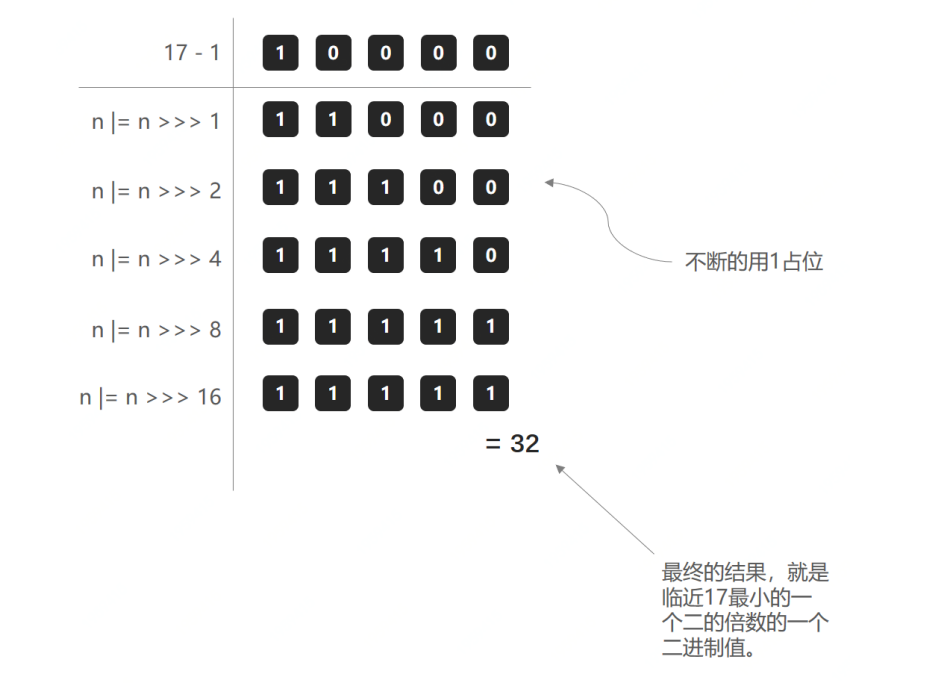 17 - 1 1 0 0 0 0
n |= n >>> 1 1 1 0 0 0
n |= n >>> 2 1 1 1 0 0
n |= n >>> 4 1 1 1 1 0
不断的用1占位
n |= n >>> 8 1 1 1 1 1
n |= n >>> 16 1 1 1 1 1
= 32
最终的结果，就是
临近17最小的一
个二的倍数的一个
二进制值。